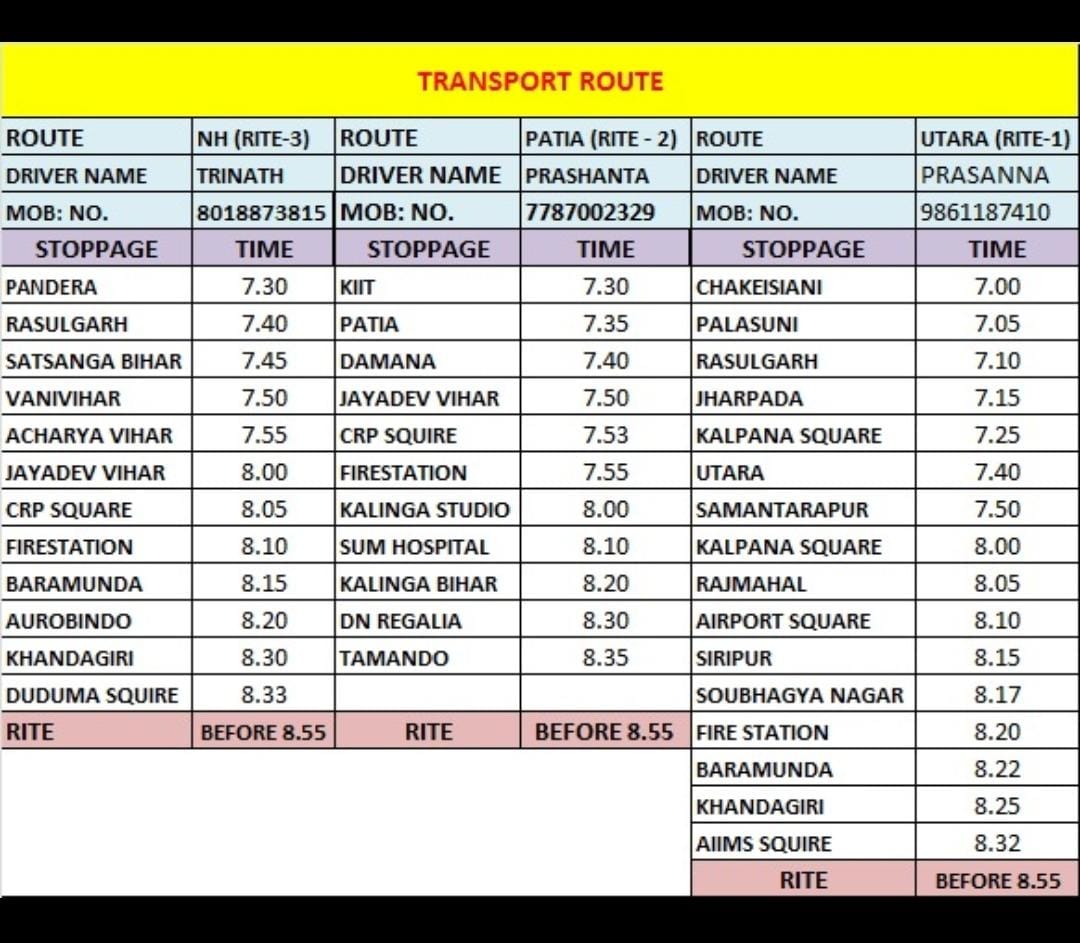 TRANSPORT ROUTE
ROUTE NH (RITE-3) ROUTE PATIA (RITE - 2) ROUTE UTARA (RITE-1)
DRIVER NAME TRINATH DRIVER NAME PRASHANTA DRIVER NAME PRASANNA
MOB: NO. 8018873815 MOB: NO. 7787002329 MOB: NO. 9861187410
STOPPAGE TIME STOPPAGE TIME STOPPAGE TIME
PANDERA 7.30 KIIT 7.30 CHAKEISIANI 7.00
RASULGARH 7.40 PATIA 7.35 PALASUNI 7.05
SATSANGA BIHAR 7.45 DAMANA 7.40 RASULGARH 7.10
VANIVIHAR 7.50 JAYADEV VIHAR 7.50 JHARPADA 7.15
ACHARYA VIHAR 7.55 CRP SQUIRE 7.53 KALPANA SQUARE 7.25
JAYADEV VIHAR 8.00 FIRESTATION 7.55 UTARA 7.40
CRP SQUARE 8.05 KALINGA STUDIO 8.00 SAMANTARAPUR 7.50
FIRESTATION 8.10 SUM HOSPITAL 8.10 KALPANA SQUARE 8.00
BARAMUNDA 8.15 KALINGA BIHAR 8.20 RAJMAHAL 8.05
AUROBINDO 8.20 DN REGALIA 8.30 AIRPORT SQUARE 8.10
KHANDAGIRI 8.30 TAMANDO 8.35 SIRIPUR 8.15
DUDUMA SQUIRE 8.33 SOUBHAGYA NAGAR 8.17
RITE BEFORE 8.55 RITE BEFORE 8.55 FIRE STATION 8.20
BARAMUNDA 8.22
KHANDAGIRI 8.25
AIIMS SQUIRE 8.32
RITE BEFORE 8.55